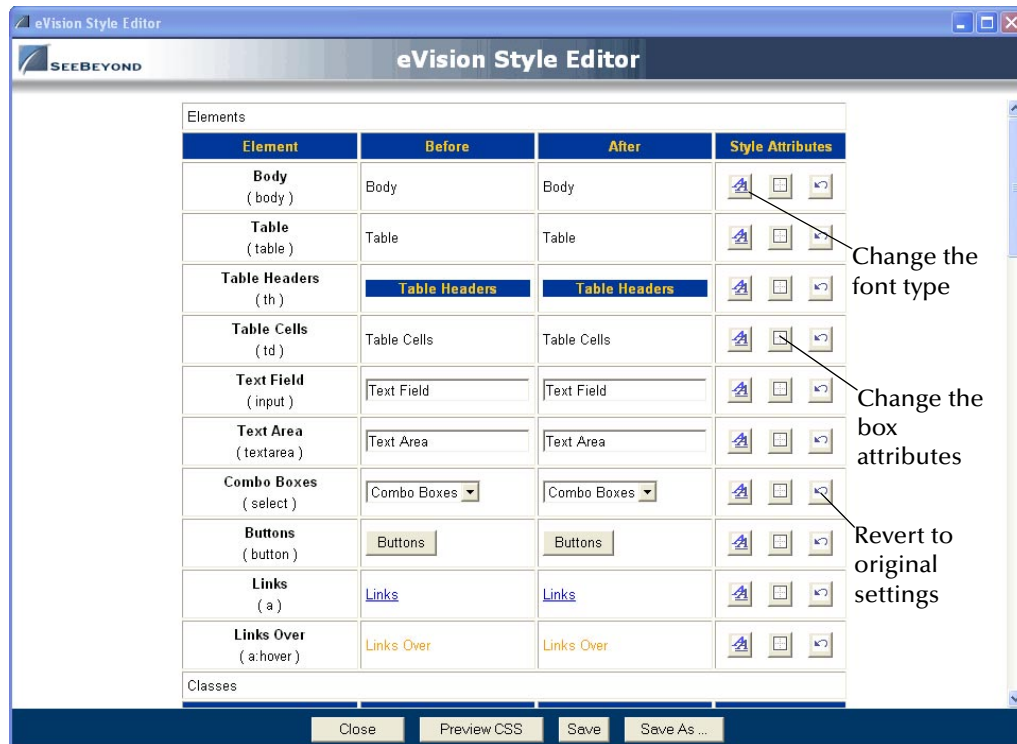 eVision Style Editor
SEEBEYOND
eVision Style Editor
Elements
Element Before After Style Attributes
Body
( body )
Body
Body
Table
( table )
Table
Table
Change the
font type
Table Headers
( th )
Table Headers
Table Headers
Table Cells
( td )
Table Cells
Table Cells
Text Field
( input )
Text Field
Text Field
Change the
box
attributes
Text Area
( textarea )
Text Area
Text Area
Combo Boxes
( select )
Combo Boxes
Combo Boxes
Revert to
original
settings
Buttons
( button )
Buttons
Buttons
Links
( a )
Links
Links
Links Over
( a:hover )
Links Over
Links Over
Classes
Close Preview CSS Save Save As ...